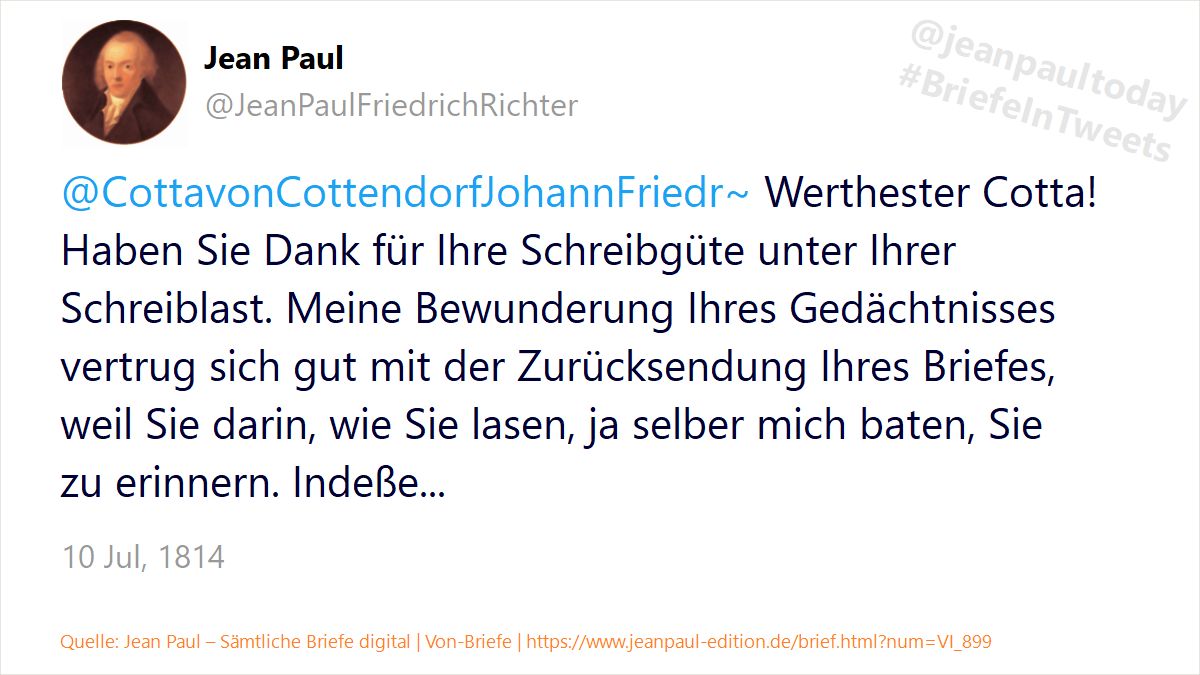 Jean Paul
@JeanPaulFriedrichRichter
@jeanpaultoday
#BriefeInTweets
@CottavonCottendorfJohannFriedr~ Werthester Cotta!
Haben Sie Dank für Ihre Schreibgüte unter Ihrer
Schreiblast. Meine Bewunderung Ihres Gedächtnisses
vertrug sich gut mit der Zurücksendung Ihres Briefes,
weil Sie darin, wie Sie lasen, ja selber mich baten, Sie
zu erinnern. Indeße...
10 Jul, 1814
Quelle: Jean Paul – Sämtliche Briefe digital | Von-Briefe | https://www.jeanpaul-edition.de/brief.html?num=VI_899